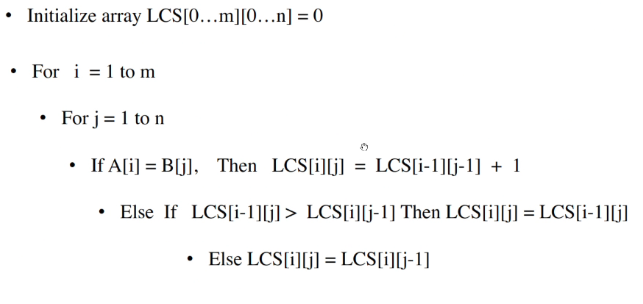 • Initialize array LCS[0…m][0…n] = 0
• For i = 1 to m
• For j = 1 to n
• If A[i] = B[j], Then LCS[i][j] = LCS[i-1][j-1] + 1
• Else If LCS[i-1][j] > LCS[i][j-1] Then LCS[i][j] = LCS[i-1][j]
• Else LCS[i][j] = LCS[i][j-1]